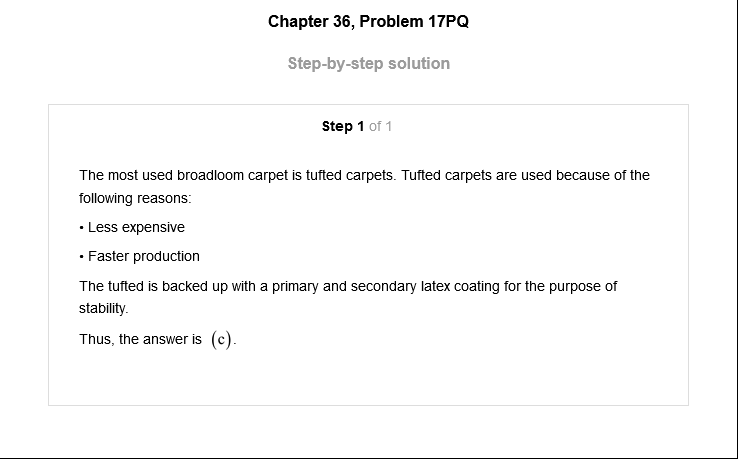 Chapter 36, Problem 17PQ
Step-by-step solution
Step 1 of 1
The most used broadloom carpet is tufted carpets. Tufted carpets are used because of the
following reasons:
• Less expensive
• Faster production
The tufted is backed up with a primary and secondary latex coating for the purpose of
stability.
Thus, the answer is (c).